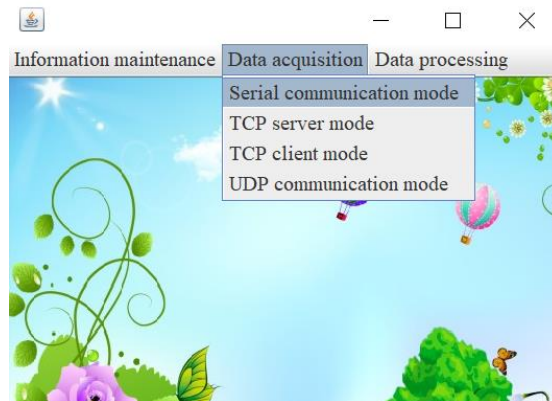 Information maintenance Data acquisition Data processing
Serial communication mode
TCP server mode
TCP client mode
UDP communication mode